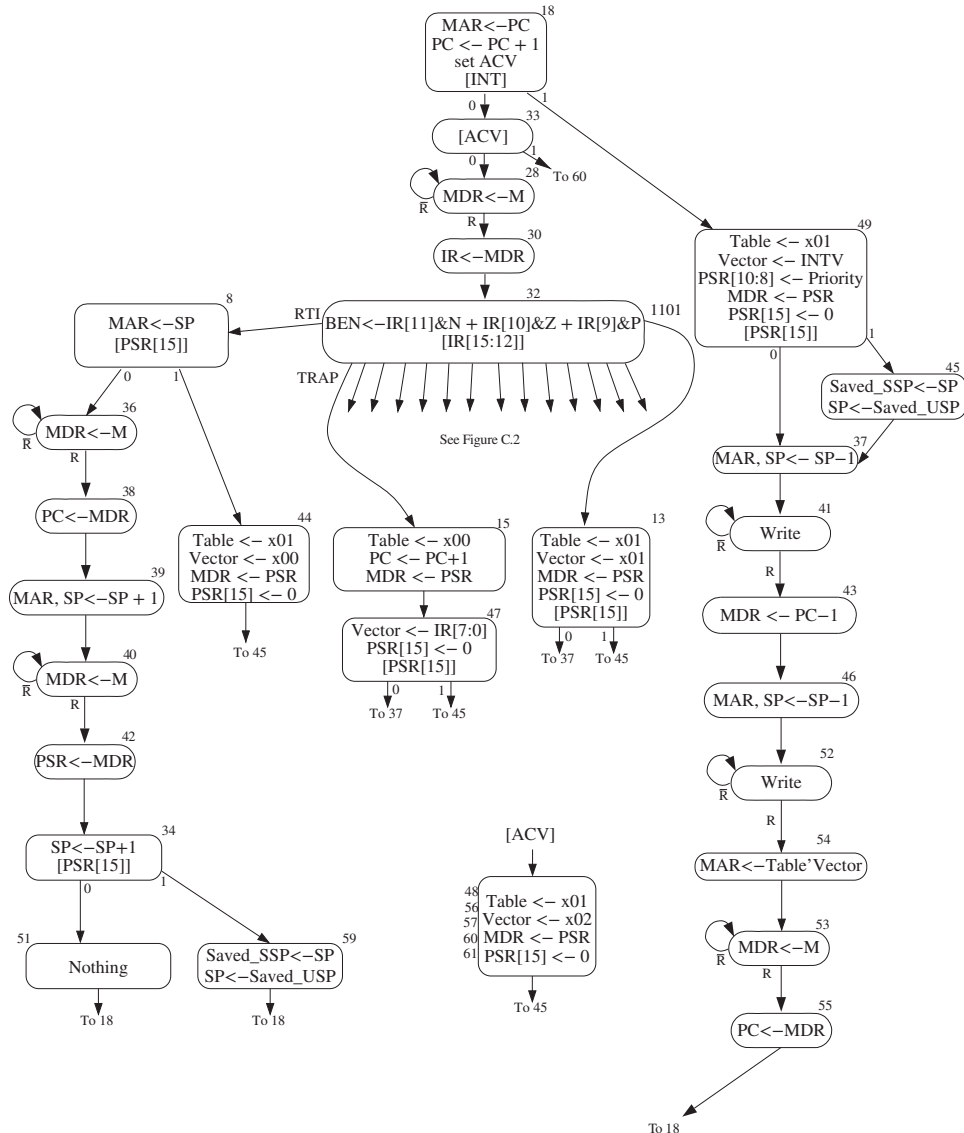 18
MAR<-PC
PC <- PC + 1
set ACV
[INT]
0
1
33
[ACV]
0
1
To 60
28
MDR<-M
R̅
R
30
IR<-MDR
32
BEN<-IR[11]&N + IR[10]&Z + IR[9]&P
[IR[15:12]]
RTI
1101
TRAP
See Figure C.2
8
MAR<-SP
[PSR[15]]
0
1
36
MDR<-M
R̅
R
38
PC<-MDR
39
MAR, SP<-SP + 1
40
MDR<-M
R̅
R
42
PSR<-MDR
34
SP<-SP+1
[PSR[15]]
0
1
51
Nothing
To 18
59
Saved_SSP<-SP
SP<-Saved_USP
To 18
44
Table <- x01
Vector <- x00
MDR <- PSR
PSR[15] <- 0
To 45
15
Table <- x00
PC <- PC+1
MDR <- PSR
47
Vector <- IR[7:0]
PSR[15] <- 0
[PSR[15]]
0
1
To 37
To 45
13
Table <- x01
Vector <- x01
MDR <- PSR
PSR[15] <- 0
[PSR[15]]
0
1
To 37
To 45
[ACV]
48
56
57
60
61
Table <- x01
Vector <- x02
MDR <- PSR
PSR[15] <- 0
To 45
49
Table <- x01
Vector <- INTV
PSR[10:8] <- Priority
MDR <- PSR
PSR[15] <- 0
[PSR[15]]
0
1
45
Saved_SSP<-SP
SP<-Saved_USP
37
MAR, SP<- SP-1
41
Write
R̅
R
43
MDR <- PC-1
46
MAR, SP<-SP-1
52
Write
R̅
R
54
MAR<-Table'Vector
53
MDR<-M
R̅
R
55
PC<-MDR
To 18